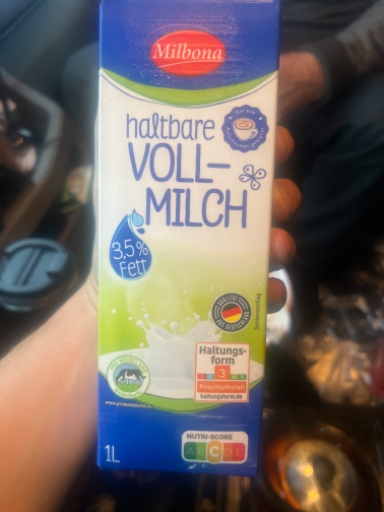 Milbona
haltbare
VOLL-
MILCH
3,5%
Fett
Haltungs-
form
3
Frischluftstall
haltungsform.de
1L
NUTRI-SCORE
A B C D E